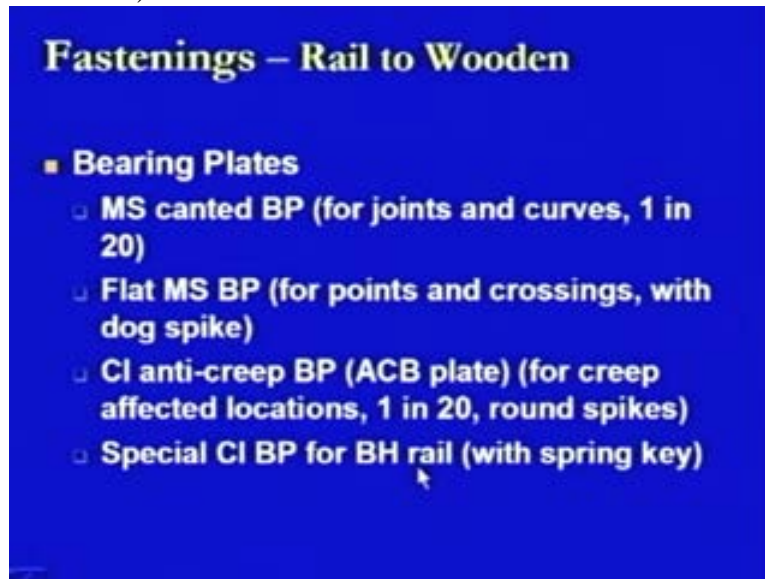 Fastenings – Rail to Wooden
Bearing Plates
MS canted BP (for joints and curves, 1 in
20)
Flat MS BP (for points and crossings, with
dog spike)
CI anti-creep BP (ACB plate) (for creep
affected locations, 1 in 20, round spikes)
Special CI BP for BH rail (with spring key)